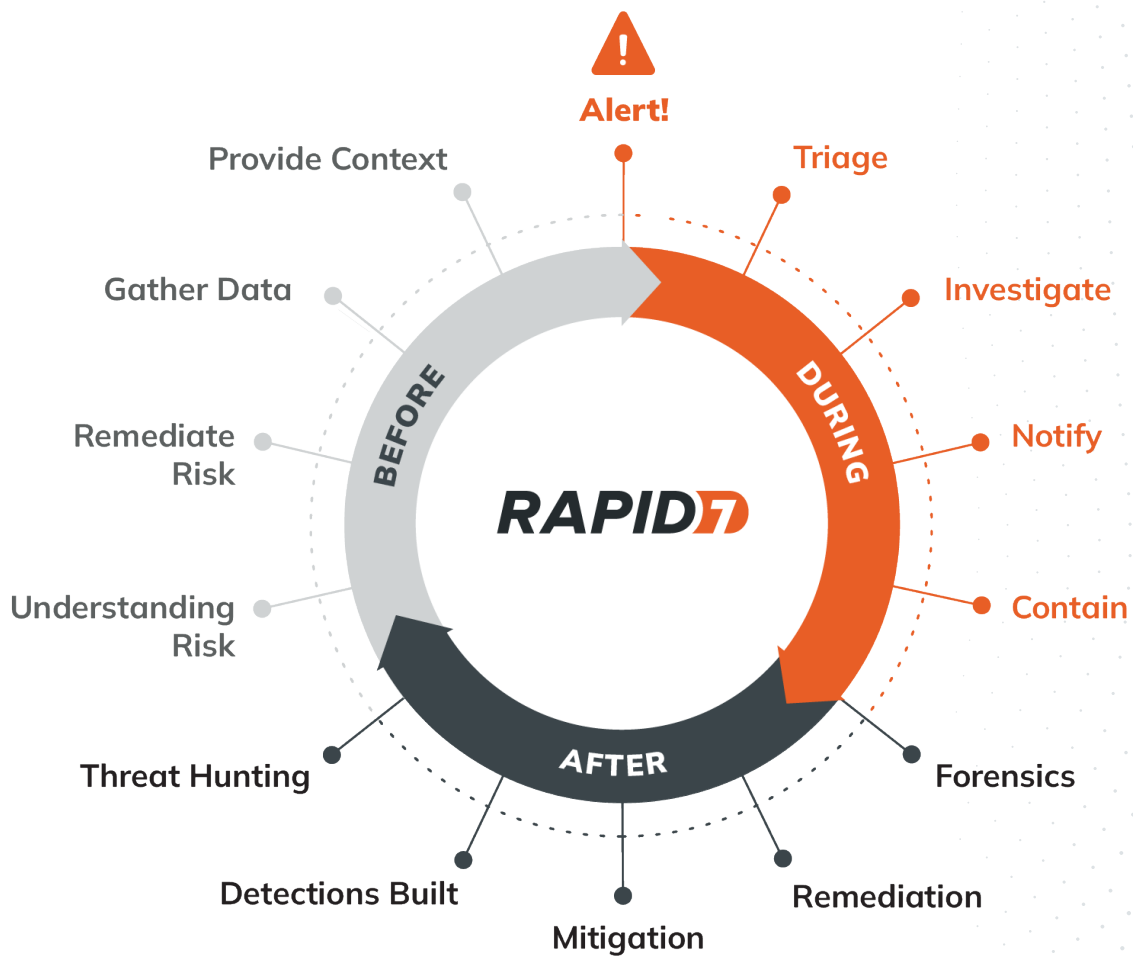 Alert!
Triage
Investigate
Notify
Contain
Forensics
Remediation
Mitigation
Detections Built
Threat Hunting
Understanding
Risk
Remediate
Risk
Gather Data
Provide Context
BEFORE
DURING
AFTER
RAPID7